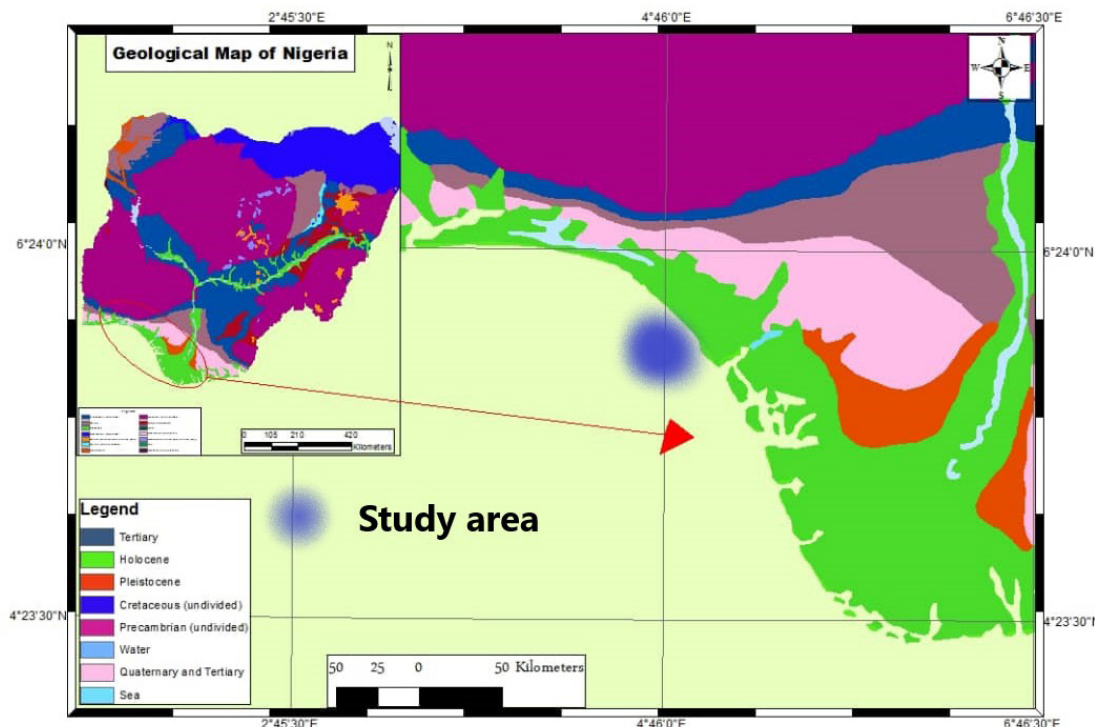 2°45'30"E 4°46'0"E 6°46'30"E
Geological Map of Nigeria
N
N
W E
S
6°24'0"N 6°24'0"N
0 105 210 420
Kilometers
Study area
Legend
Tertiary
Holocene
Pleistocene
Cretaceous (undivided)
Precambrian (undivided)
Water
Quaternary and Tertiary
Sea
4°23'30"N 4°23'30"N
50 25 0 50 Kilometers
2°45'30"E 4°46'0"E 6°46'30"E